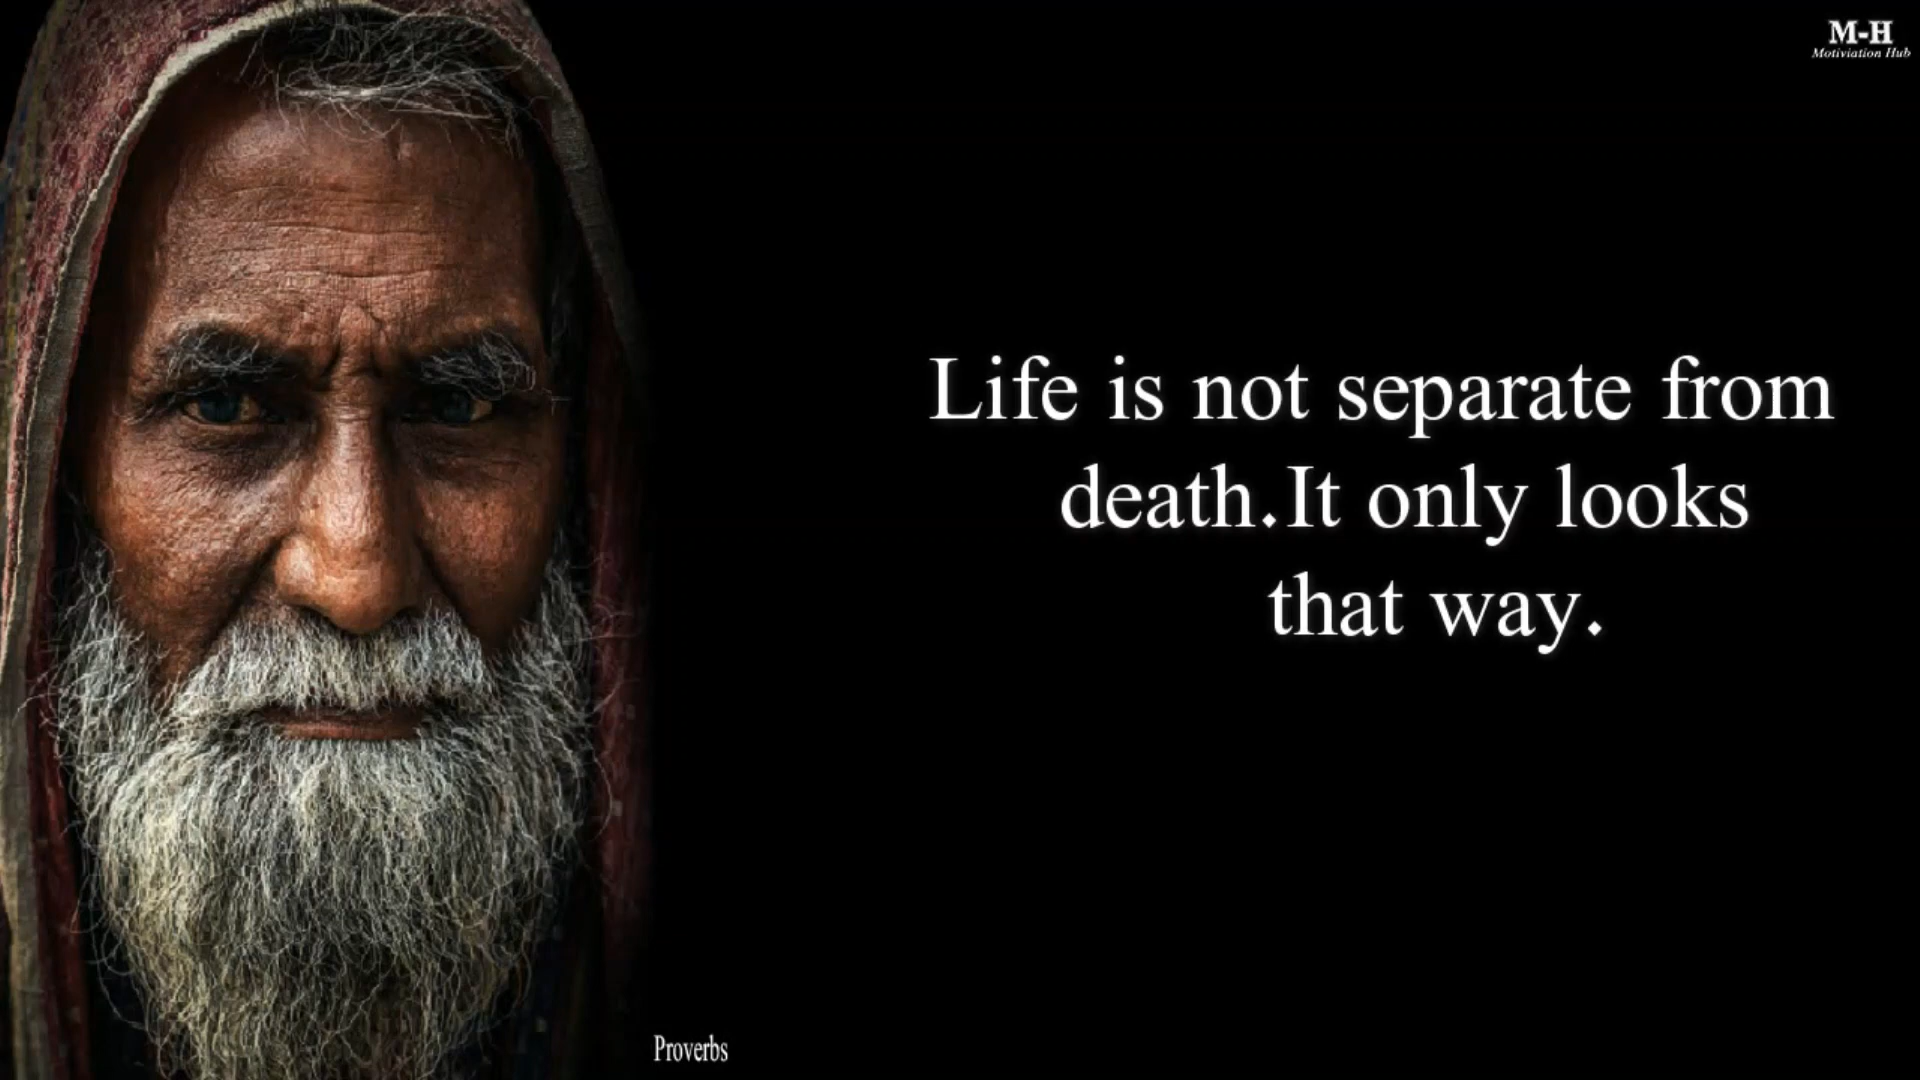 M-H
Motiviation Hub
Life is not separate from
death.It only looks
that way.
Proverbs